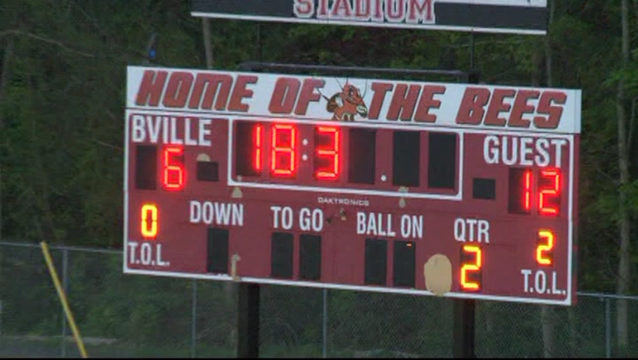 STADIUM
HOME OF THE BEES
BVILLE 18:3 GUEST
6 12
DAKTRONICS
0 DOWN TO GO BALL ON QTR 2
T.O.L. 2 T.O.L.